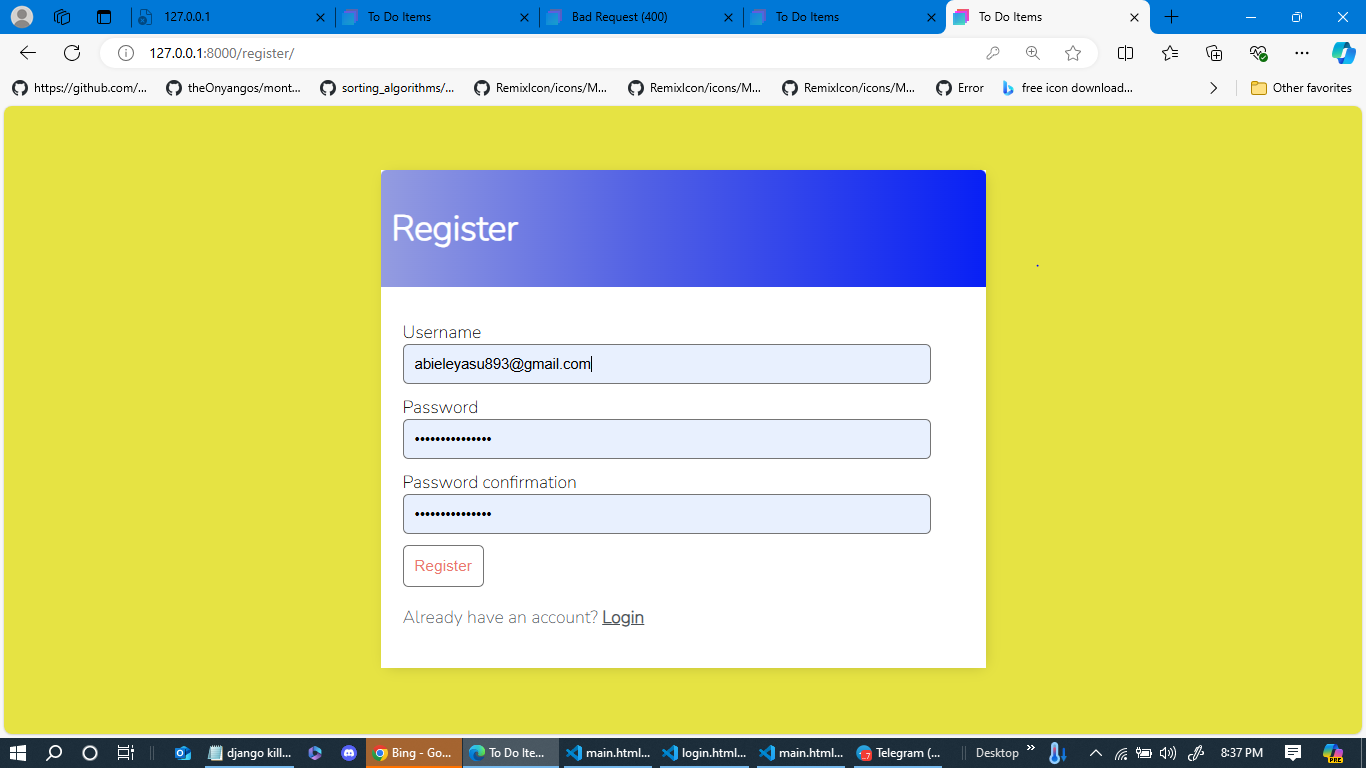 127.0.0.1
To Do Items
Bad Request (400)
To Do Items
To Do Items
127.0.0.1:8000/register/
https://github.com/...
theOnyangos/mont...
sorting_algorithms/...
RemixIcon/icons/M...
RemixIcon/icons/M...
RemixIcon/icons/M...
Error
free icon download...
Other favorites
Register
Username
abieleyasu893@gmail.com
Password
•••••••••••••••
Password confirmation
•••••••••••••••
Register
Already have an account? Login
django kill...
Bing - Go...
To Do Ite...
main.html...
login.html...
main.html...
Telegram (...
Desktop
8:37 PM
PRE